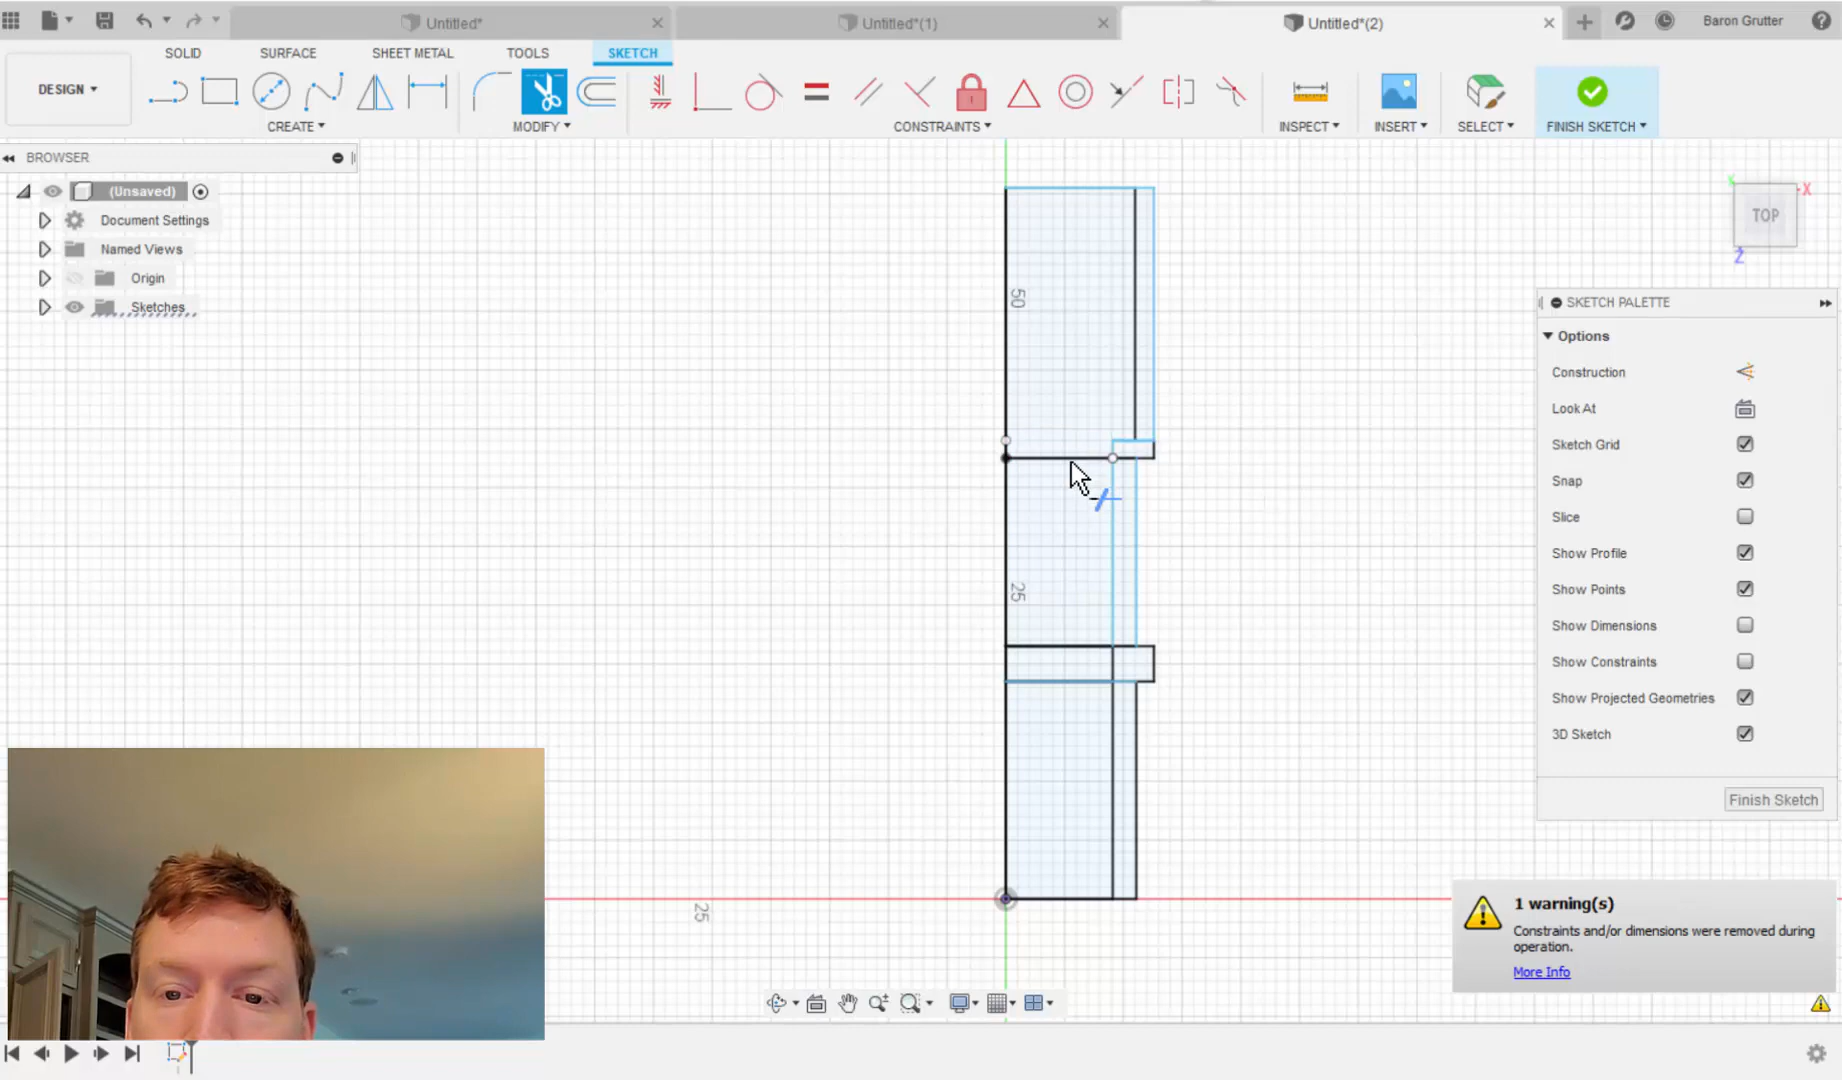 Untitled*
Untitled*(1)
Untitled*(2)
Baron Grutter
SOLID
SURFACE
SHEET METAL
TOOLS
SKETCH
DESIGN
CREATE
MODIFY
CONSTRAINTS
INSPECT
INSERT
SELECT
FINISH SKETCH
BROWSER
(Unsaved)
Document Settings
Named Views
Origin
Sketches
50
25
25
Y
X
TOP
Z
SKETCH PALETTE
Options
Construction
Look At
Sketch Grid
Snap
Slice
Show Profile
Show Points
Show Dimensions
Show Constraints
Show Projected Geometries
3D Sketch
Finish Sketch
1 warning(s)
Constraints and/or dimensions were removed during
operation.
More Info